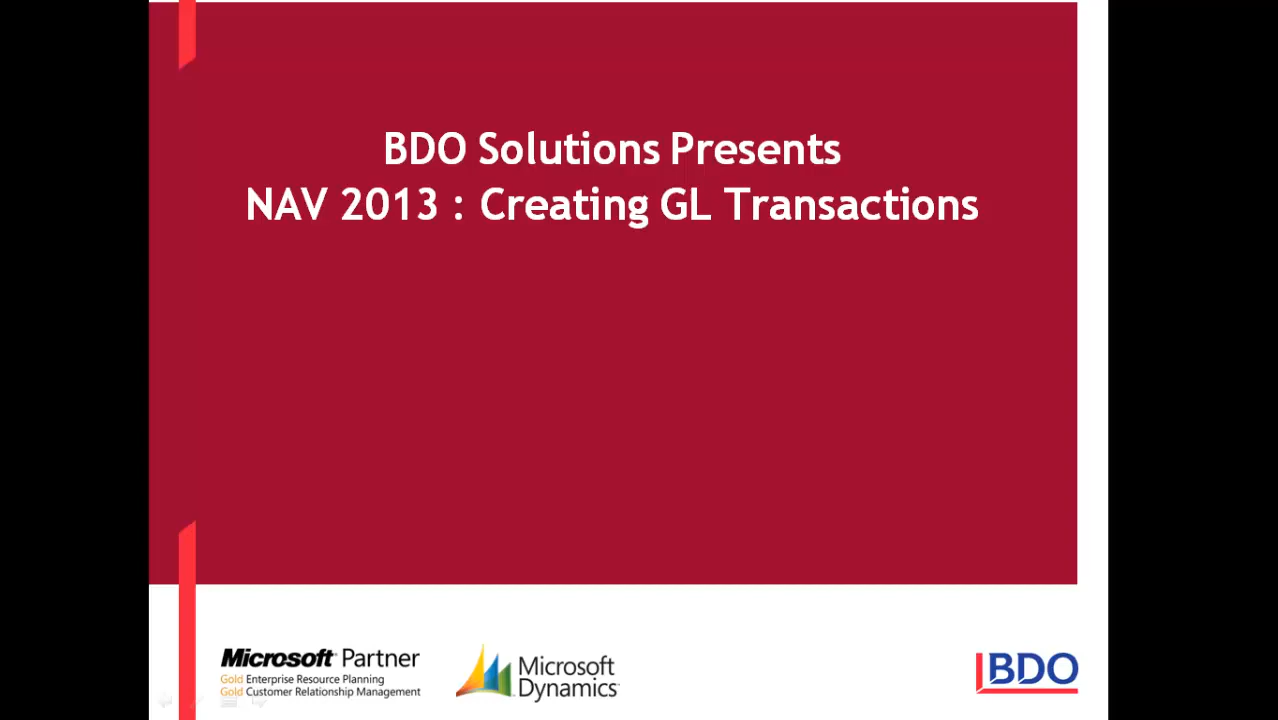 BDO Solutions Presents
NAV 2013 : Creating GL Transactions
Microsoft Partner
Gold Enterprise Resource Planning
Gold Customer Relationship Management
Microsoft
Dynamics
BDO